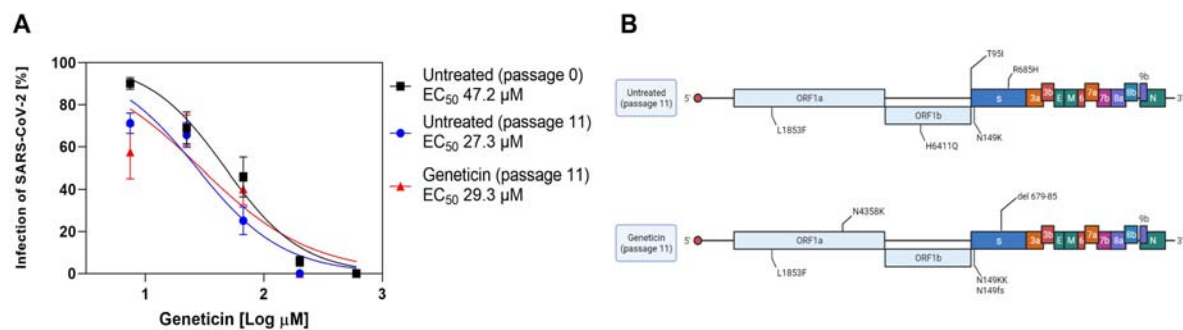 A
Infection of SARS-CoV-2 [%]
100
80
60
40
20
0
1
2
3
Geneticin [Log µM]
Untreated (passage 0)
EC50 47.2 µM
Untreated (passage 11)
EC50 27.3 µM
Geneticin (passage 11)
EC50 29.3 µM
B
Untreated
(passage 11)
5'
ORF1a
L1853F
ORF1b
H6411Q
T95I
R685H
S
N149K
3a
3b
E
M
6
7a
7b
8a
8b
9b
N
3'
Geneticin
(passage 11)
5'
ORF1a
N4358K
L1853F
ORF1b
del 679-85
S
N149KK
N149fs
3a
3b
E
M
6
7a
7b
8a
8b
9b
N
3'